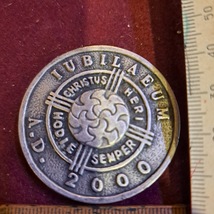 A.D. IUBILAEUM
2000
CHRISTUS
HERI
HODIE
SEMPER